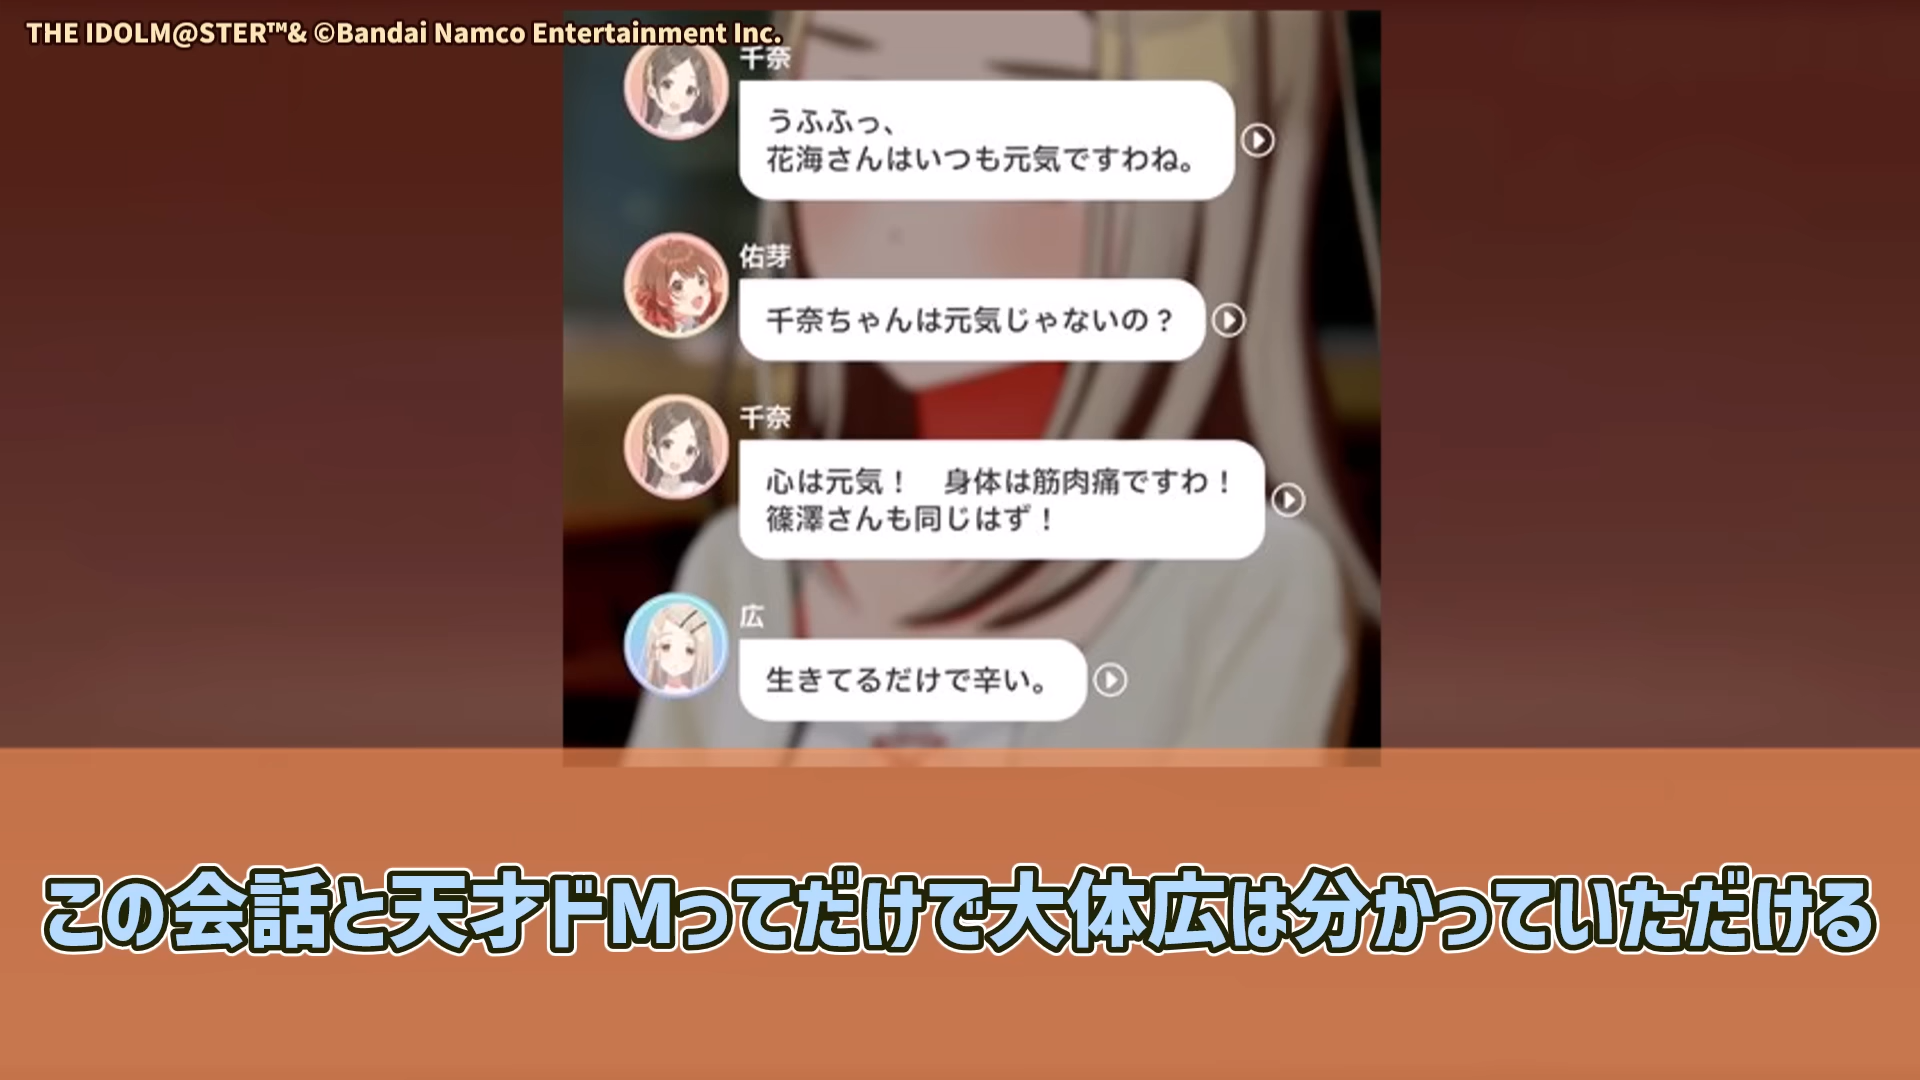 THE IDOLM@STER™& ©Bandai Namco Entertainment Inc.
千奈
うふふっ、
花海さんはいつも元気ですわね。
佑芽
千奈ちゃんは元気じゃないの？
千奈
心は元気！　身体は筋肉痛ですわ！
篠澤さんも同じはず！
広
生きてるだけで辛い。
この会話と天才ドMってだけで大体広は分かっていただける